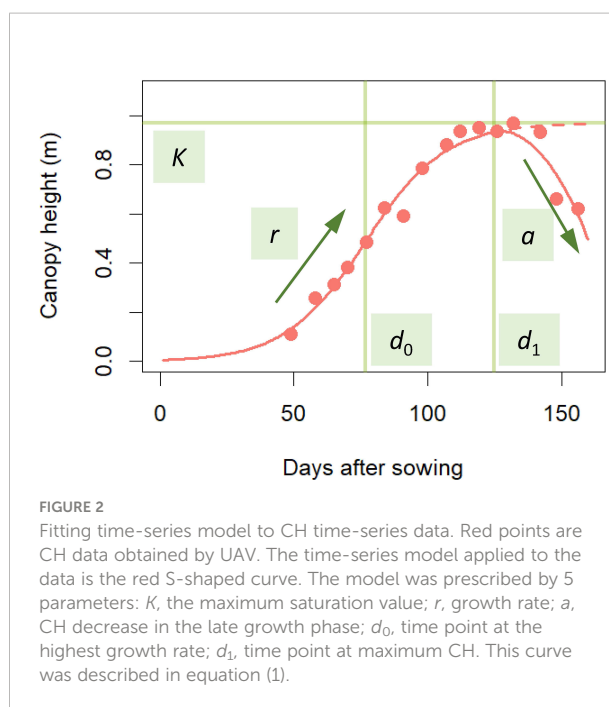 Canopy height (m)
0.8
0.4
0.0
K
r
a
d₀
d₁
0
50
100
150
Days after sowing
FIGURE 2
Fitting time-series model to CH time-series data. Red points are
CH data obtained by UAV. The time-series model applied to the
data is the red S-shaped curve. The model was prescribed by 5
parameters: K, the maximum saturation value; r, growth rate; a,
CH decrease in the late growth phase; d₀, time point at the
highest growth rate; d₁, time point at maximum CH. This curve
was described in equation (1).